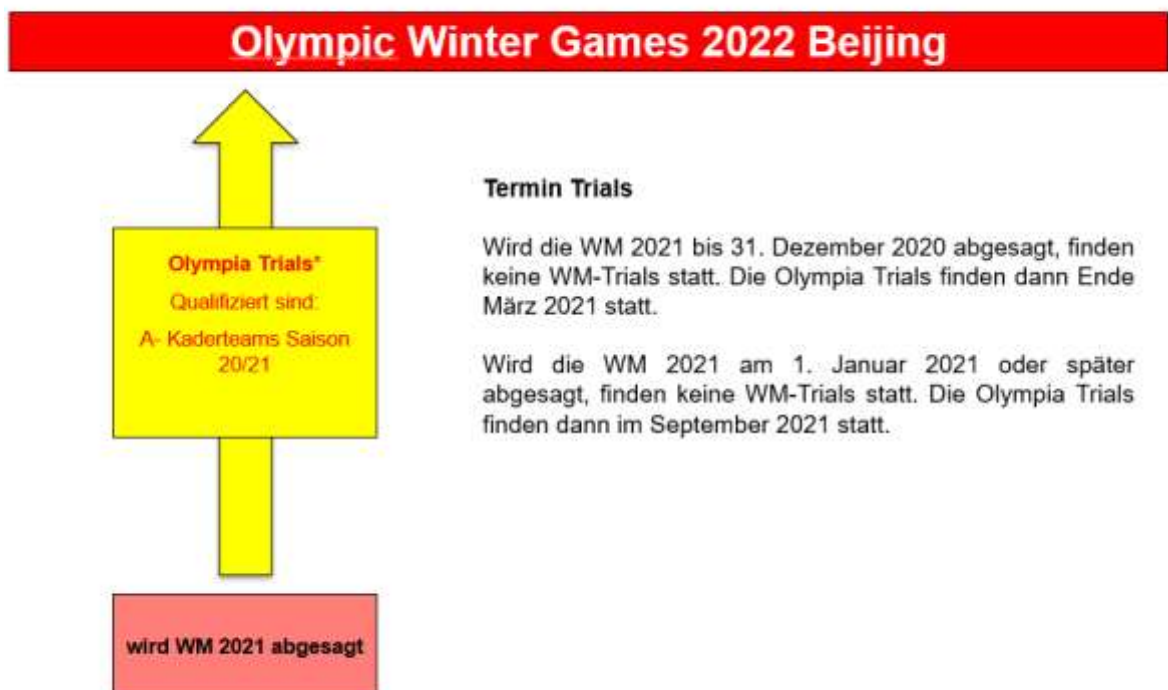 Olympic Winter Games 2022 Beijing
Olympia Trials*
Qualifiziert sind:
A- Kaderteams Saison
20/21
wird WM 2021 abgesagt
Termin Trials
Wird die WM 2021 bis 31. Dezember 2020 abgesagt, finden
keine WM-Trials statt. Die Olympia Trials finden dann Ende
März 2021 statt.
Wird die WM 2021 am 1. Januar 2021 oder später
abgesagt, finden keine WM-Trials statt. Die Olympia Trials
finden dann im September 2021 statt.